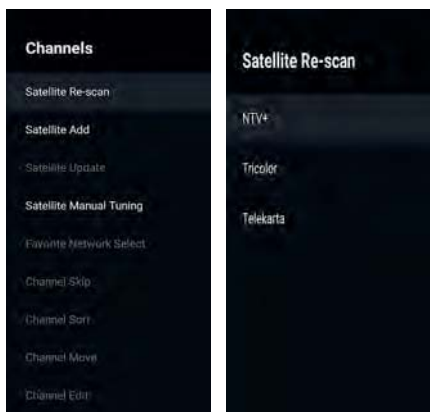 Channels
Satellite Re-scan
Satellite Add
Satellite Update
Satellite Manual Tuning
Favorite Network Select
Channel Skip
Channel Sort
Channel Move
Channel Edit
Satellite Re-scan
NTV+
Tricolor
Telekarta